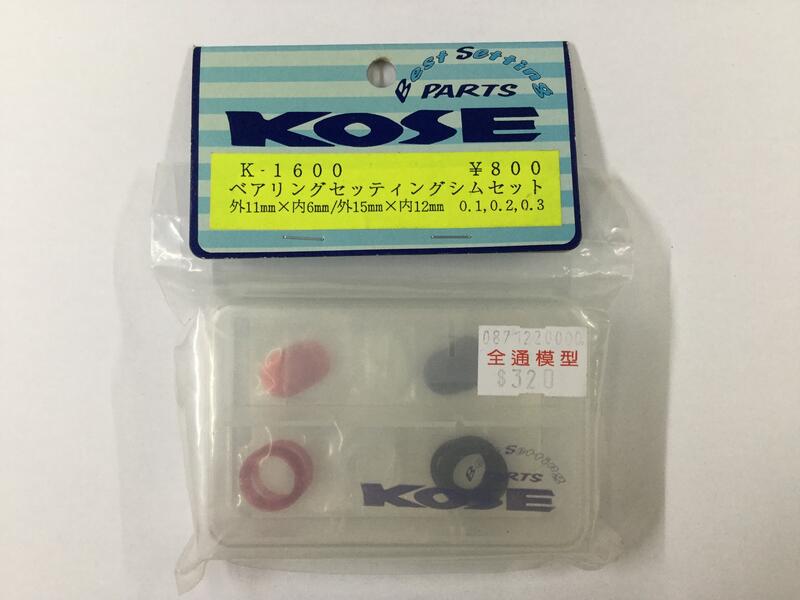 Best Setting
PARTS
KOSE
K-1600 ¥800
ベアリングセッティングシムセット
外11mm×内6mm/外15mm×内12mm 0.1,0.2,0.3
全通模型
$320
PARTS
KOSE